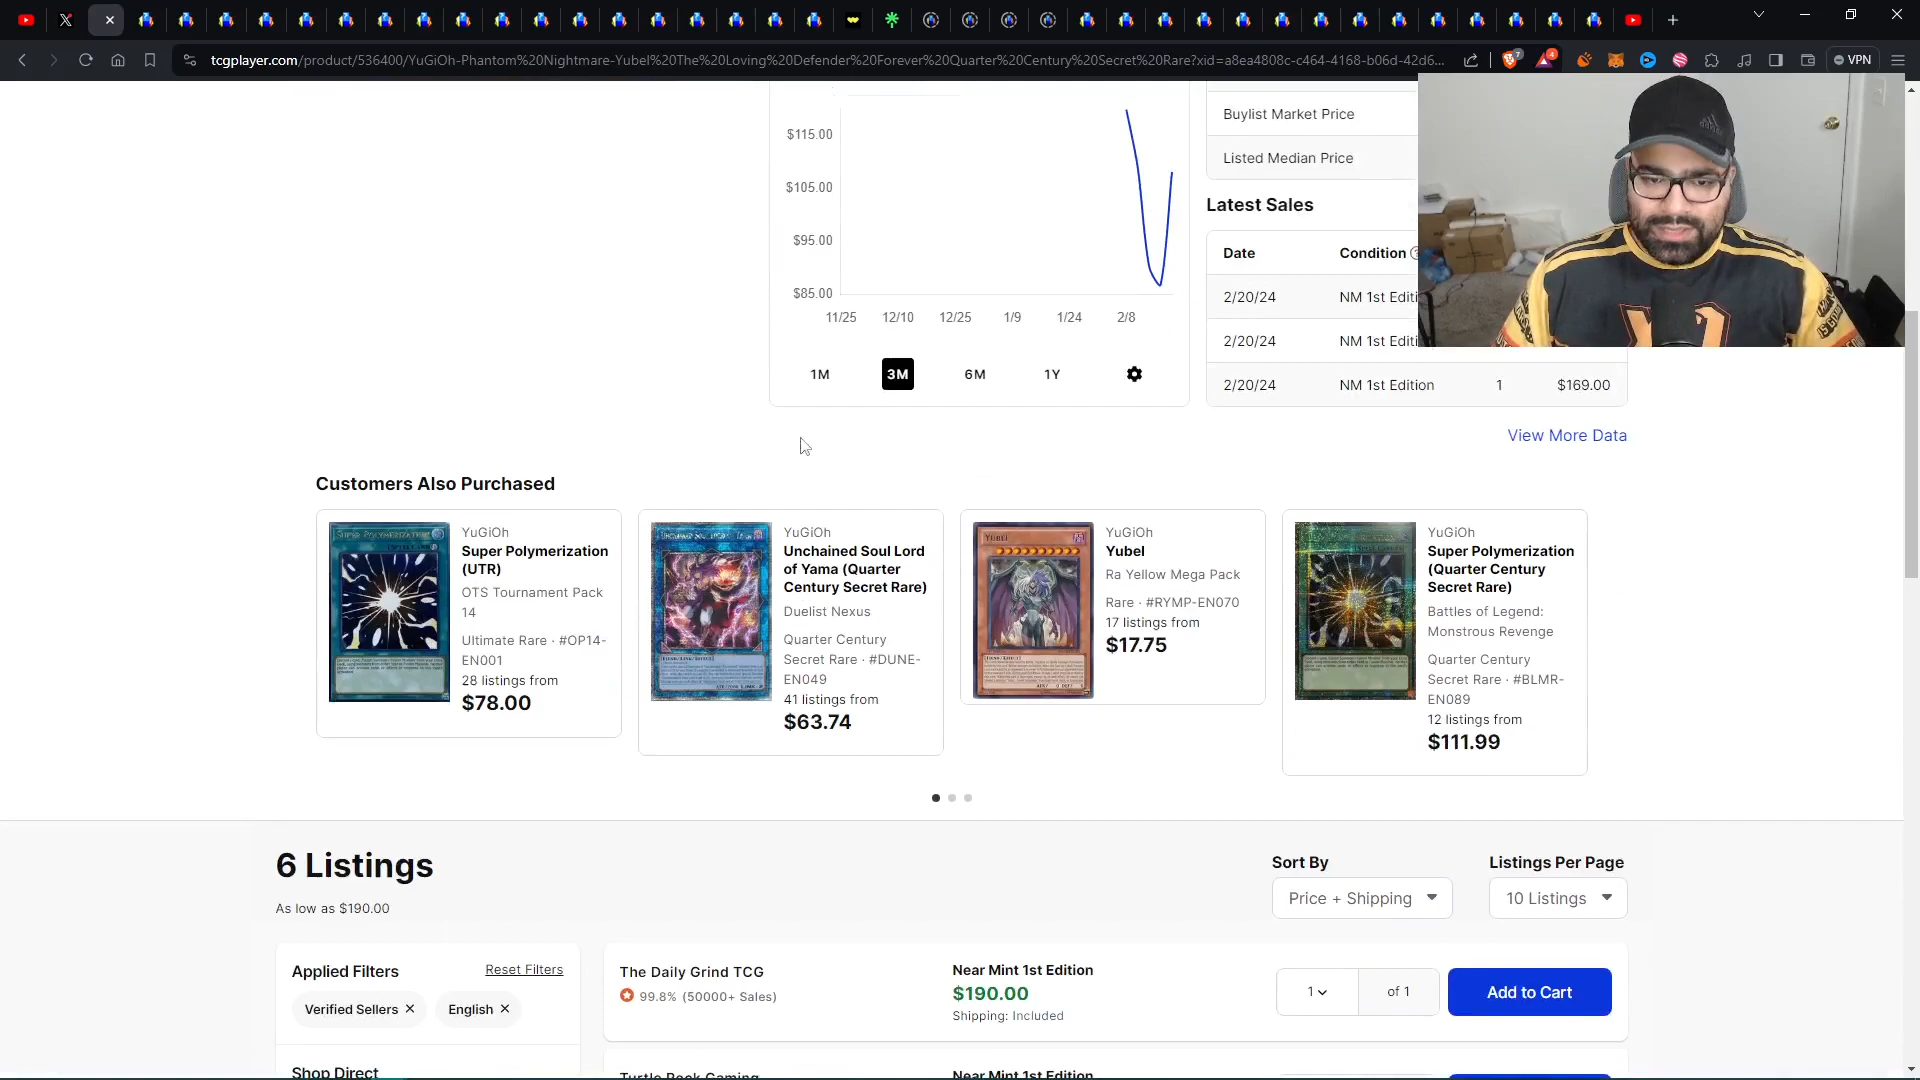 tcgplayer.com/product/536400/YuGiOh-Phantom%20Nightmare-Yubel%20The%20Loving%20Defender%20Forever%20Quarter%20Century%20Secret%20Rare?xid=a8ea4808c-c464-4168-b06d-42d6...
7
4
VPN
$115.00
$105.00
$95.00
$85.00
11/25 12/10 12/25 1/9 1/24 2/8
1M 3M 6M 1Y
Buylist Market Price
Listed Median Price
Latest Sales
Date Condition
2/20/24 NM 1st Editi
2/20/24 NM 1st Editi
2/20/24 NM 1st Edition 1 $169.00
View More Data
Customers Also Purchased
SUPER POLYMERIZATION
YuGiOh
Super Polymerization
(UTR)
OTS Tournament Pack
14
Ultimate Rare · #OP14-
EN001
28 listings from
$78.00
YuGiOh
Unchained Soul Lord
of Yama (Quarter
Century Secret Rare)
Duelist Nexus
Quarter Century
Secret Rare · #DUNE-
EN049
41 listings from
$63.74
YUBEL
YuGiOh
Yubel
Ra Yellow Mega Pack
Rare · #RYMP-EN070
17 listings from
$17.75
YuGiOh
Super Polymerization
(Quarter Century
Secret Rare)
Battles of Legend:
Monstrous Revenge
Quarter Century
Secret Rare · #BLMR-
EN089
12 listings from
$111.99
6 Listings
As low as $190.00
Sort By
Price + Shipping
Listings Per Page
10 Listings
Applied Filters Reset Filters
Verified Sellers ✕ English ✕
Shop Direct
The Daily Grind TCG
99.8% (50000+ Sales)
Near Mint 1st Edition
$190.00
Shipping: Included
1 of 1
Add to Cart
Turtle Rock Gaming
Near Mint 1st Edition